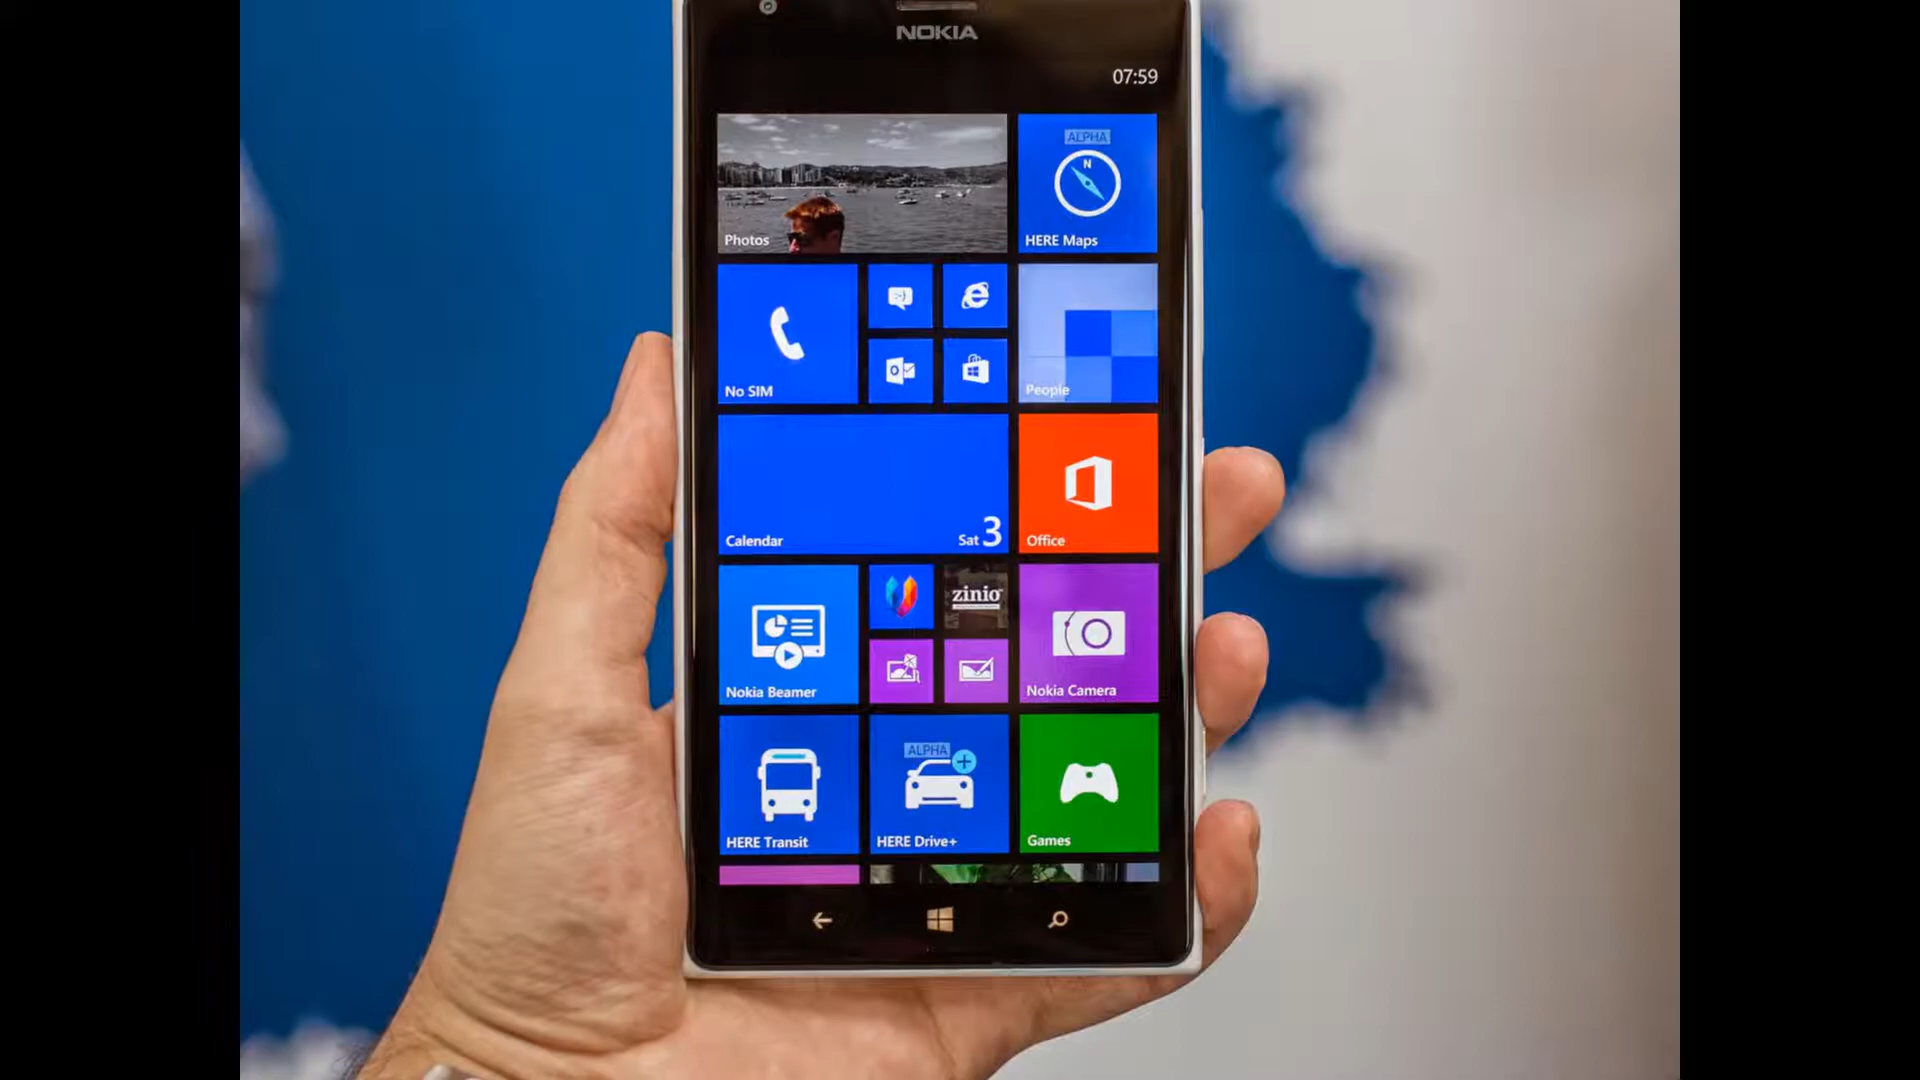 NOKIA
07:59
ALPHA
N
Photos
HERE Maps
No SIM
People
Calendar
Sat 3
Office
zinio
Nokia Beamer
Nokia Camera
ALPHA
HERE Transit
HERE Drive+
Games